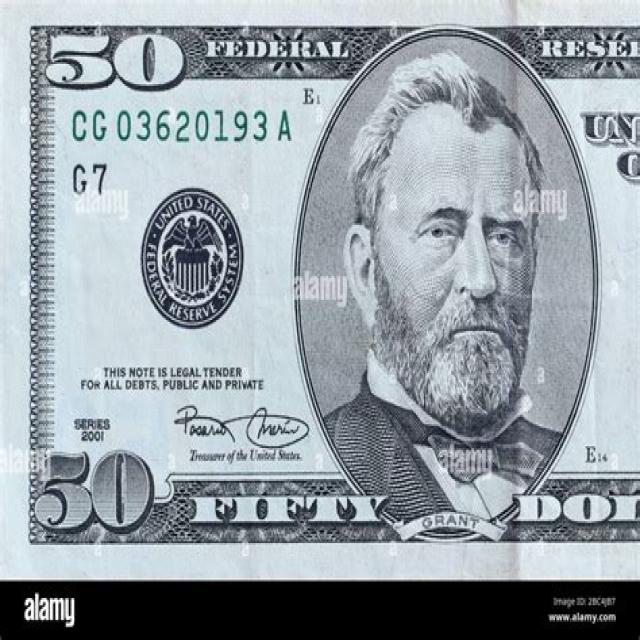 50 FEDERAL RESER
E1
CG 03620193 A
UN
G7
UNITED STATES
FEDERAL RESERVE SYSTEM
THIS NOTE IS LEGAL TENDER
FOR ALL DEBTS, PUBLIC AND PRIVATE
SERIES
2001
Rosario Marin
Treasurer of the United States.
E14
50 FIFTY DOL
GRANT
alamy
alamy
alamy
alamy
alamy
alamy
Image ID: 2BC4JB7
www.alamy.com